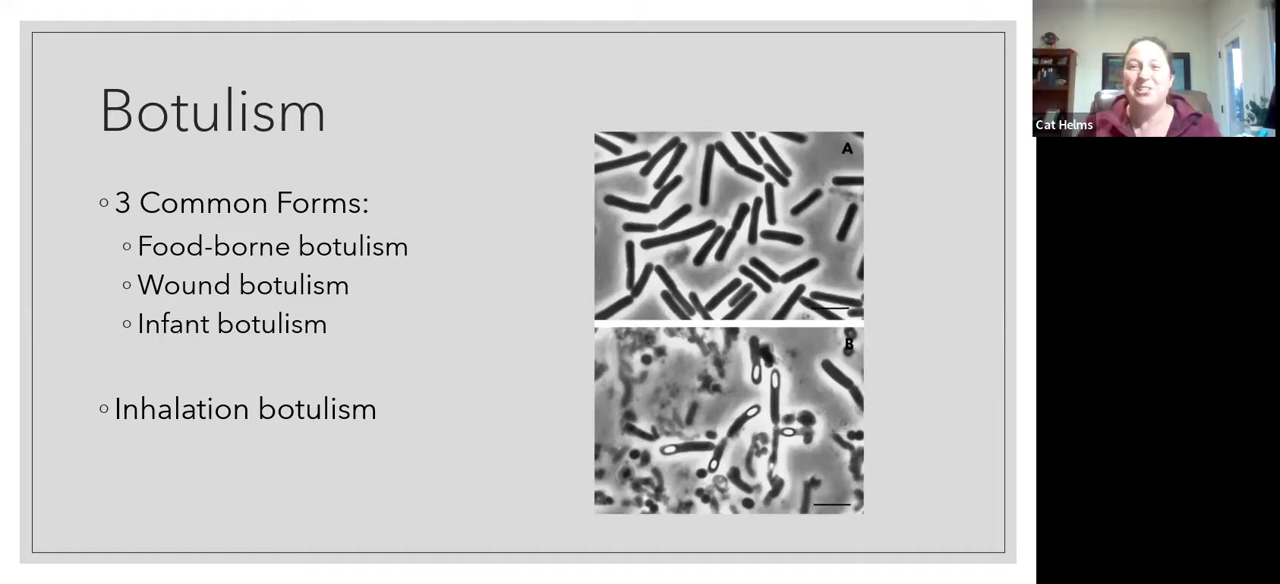 Botulism
◦ 3 Common Forms:
◦ Food-borne botulism
◦ Wound botulism
◦ Infant botulism
◦ Inhalation botulism
A
B
Cat Helms